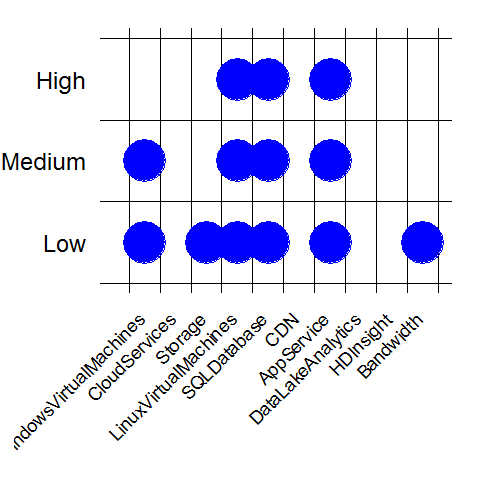 High
Medium
Low
ndowsVirtualMachines
CloudServices
Storage
LinuxVirtualMachines
SQLDatabase
CDN
AppService
DataLakeAnalytics
HDInsight
Bandwidth